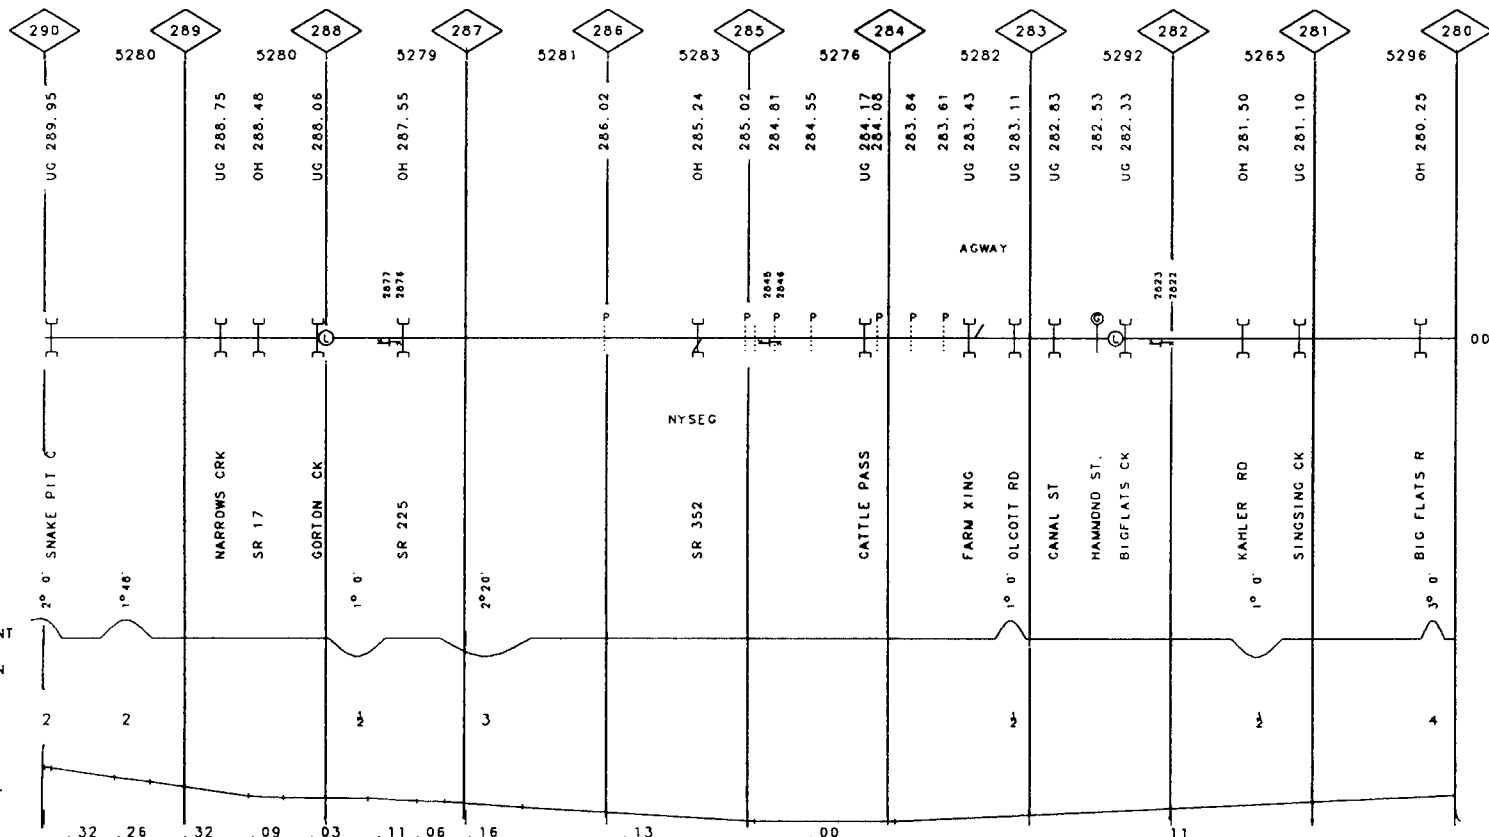 290 289 288 287 286 285 284 283 282 281 280
5280 5280 5279 5281 5283 5276 5282 5292 5265 5296
UG 289.95
UG 288.75
OH 288.48
UG 288.06
OH 287.55
286.02
OH 285.24
285.02
284.81
284.55
UG 284.17
284.08
283.84
283.61
UG 283.43
UG 283.11
UG 282.83
282.53
UG 282.33
OH 281.50
UG 281.10
OH 280.25
AGWAY
2877
2876
2845
2846
2823
2822
P P P P P P P
G
L L
00
NYSEG
SNAKE PIT C
NARROWS CRK
SR 17
GORTON CK
SR 225
SR 352
CATTLE PASS
FARM XING
OLCOTT RD
CANAL ST
HAMMOND ST.
BIGFLATS CK
KAHLER RD
SINGSING CK
BIG FLATS R
2° 0'
1° 48'
1° 0'
2° 20'
1° 0'
1° 0'
3° 0'
NT
N
2 2 ½ 3 ½ ½ 4
.32 .26 .32 .09 .03 .11 .06 .16 .13 .00 .11